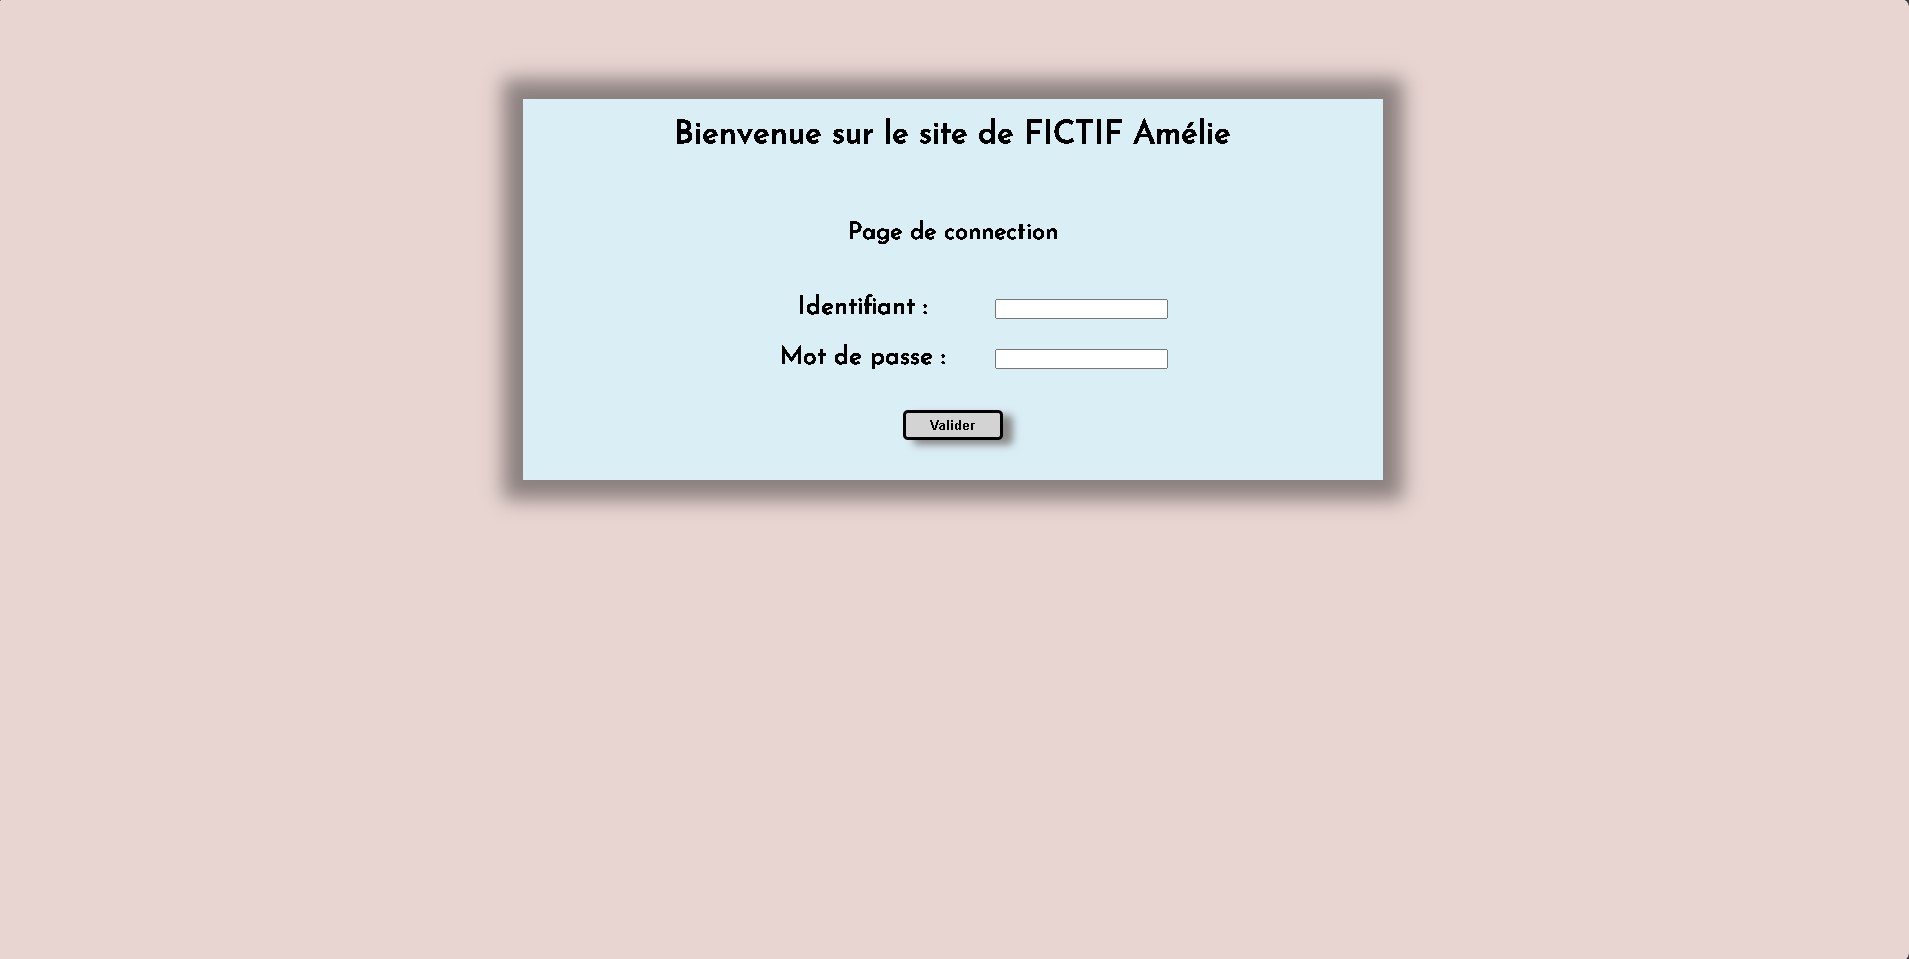 Bienvenue sur le site de FICTIF Amélie
Page de connection
Identifiant :
Mot de passe :
Valider